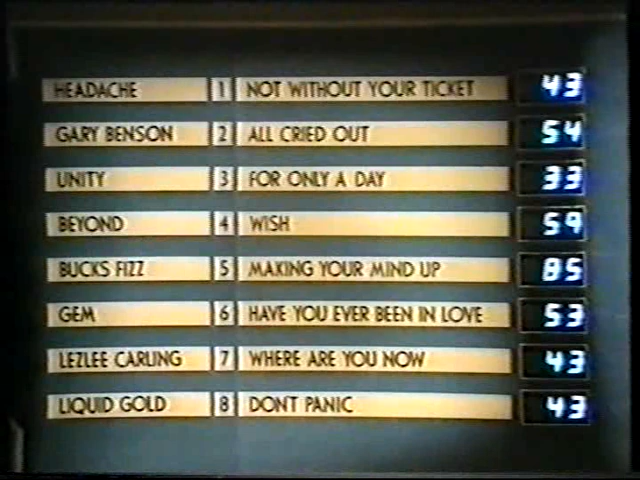 HEADACHE 1 NOT WITHOUT YOUR TICKET 43
GARY BENSON 2 ALL CRIED OUT 54
UNITY 3 FOR ONLY A DAY 33
BEYOND 4 WISH 59
BUCKS FIZZ 5 MAKING YOUR MIND UP 85
GEM 6 HAVE YOU EVER BEEN IN LOVE 53
LEZLEE CARLING 7 WHERE ARE YOU NOW 43
LIQUID GOLD 8 DONT PANIC 43